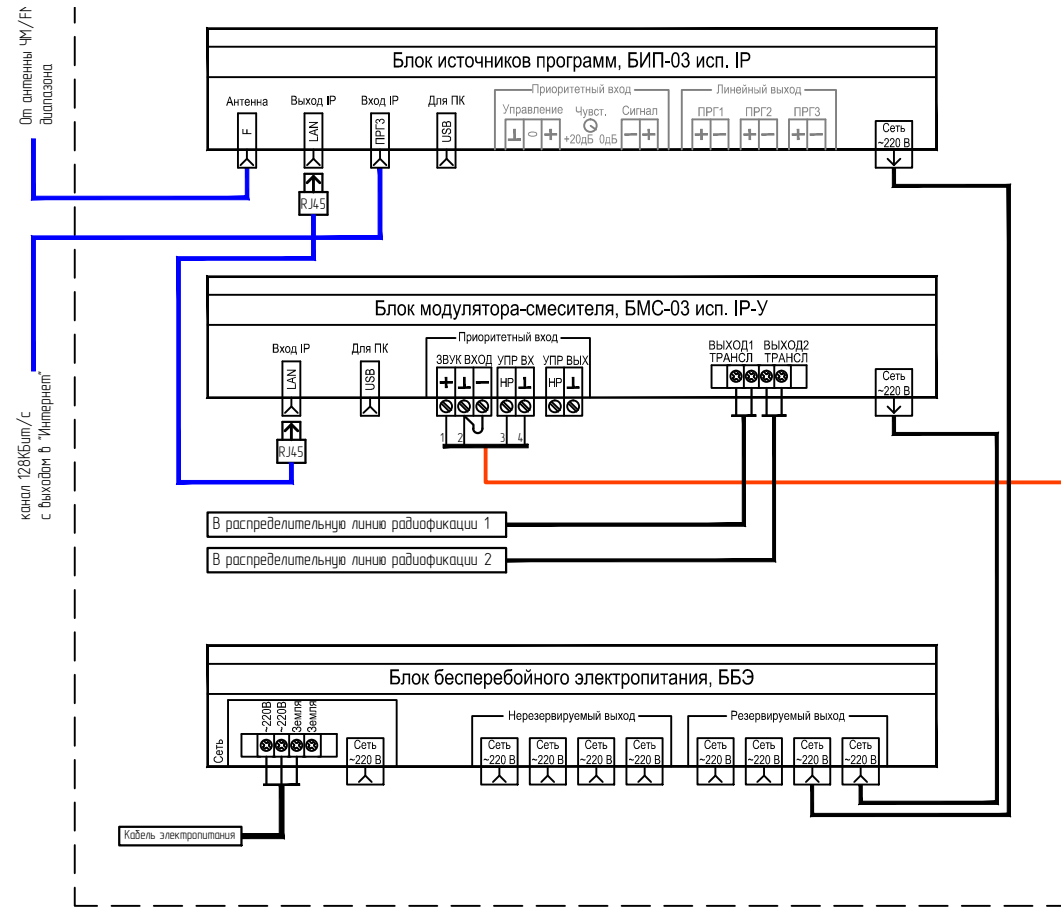 От антенны ЧМ/
диапазона
Блок источников программ, БИП-03 исп. IP
Приоритетный вход
Линейный выход
Антенна
Выход IP
Вход IP
Для ПК
Управление
Чувст.
Сигнал
ПРГ1
ПРГ2
ПРГ3
F
LAN
ПРГ3
USB
⊥ 0 +
+20дБ 0дБ
− +
+ −
+ −
+ −
Сеть
~220 В
RJ45
канал 128КБит/с
с выходом в "Интернет"
Блок модулятора-смесителя, БМС-03 исп. IP-У
Приоритетный вход
Вход IP
Для ПК
ЗВУК ВХОД
УПР ВХ
УПР ВЫХ
ВЫХОД1
ТРАНСЛ
ВЫХОД2
ТРАНСЛ
LAN
USB
+ ⊥ −
НР ⊥
НР ⊥
Сеть
~220 В
1 2 3 4
RJ45
В распределительную линию радиофикации 1
В распределительную линию радиофикации 2
Блок бесперебойного электропитания, ББЭ
Сеть
~220В
~220В
Земля
Земля
Сеть
~220 В
Нерезервируемый выход
Сеть
~220 В
Сеть
~220 В
Сеть
~220 В
Сеть
~220 В
Резервируемый выход
Сеть
~220 В
Сеть
~220 В
Сеть
~220 В
Сеть
~220 В
Кабель электропитания